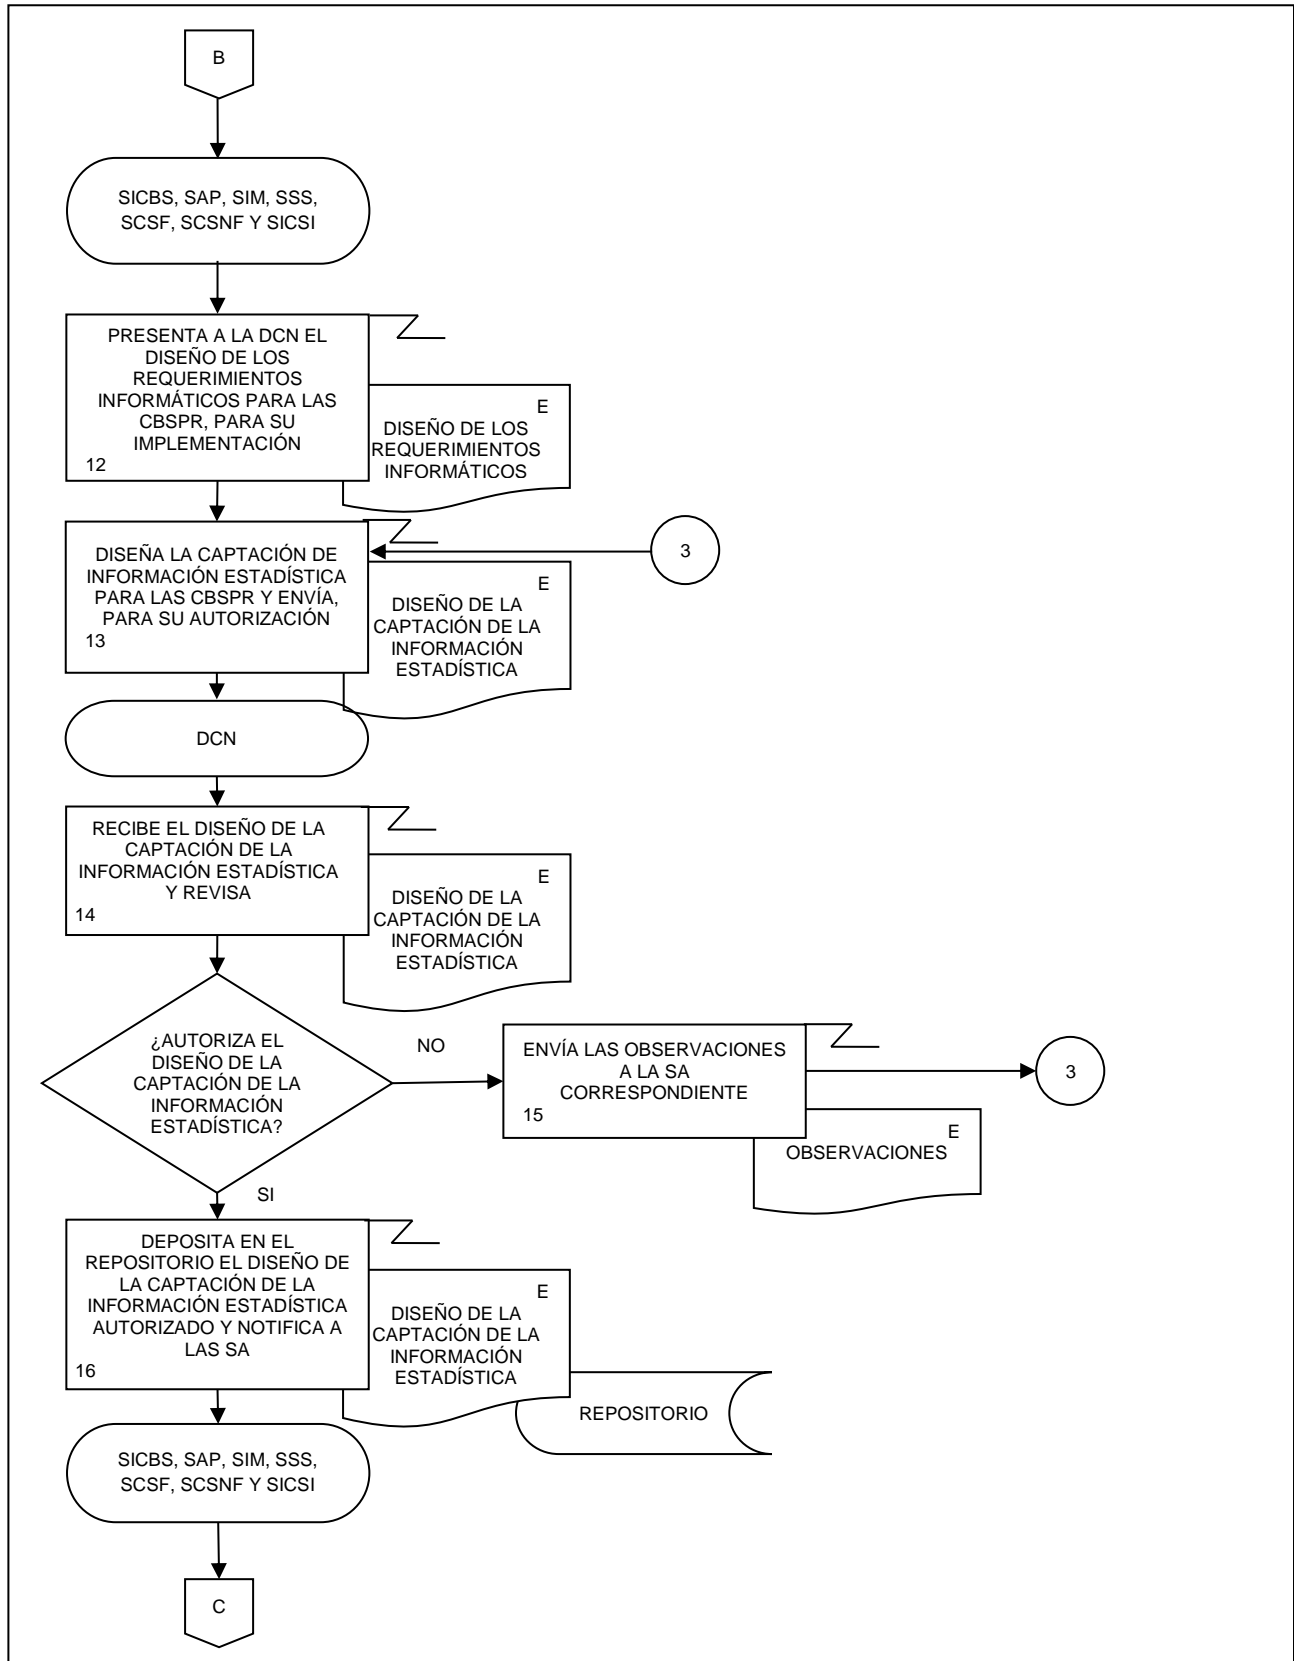 B
SICBS, SAP, SIM, SSS,
SCSF, SCSNF Y SICSI
PRESENTA A LA DCN EL
DISEÑO DE LOS
REQUERIMIENTOS
INFORMÁTICOS PARA LAS
CBSPR, PARA SU
IMPLEMENTACIÓN
12
E
DISEÑO DE LOS
REQUERIMIENTOS
INFORMÁTICOS
DISEÑA LA CAPTACIÓN DE
INFORMACIÓN ESTADÍSTICA
PARA LAS CBSPR Y ENVÍA,
PARA SU AUTORIZACIÓN
13
3
E
DISEÑO DE LA
CAPTACIÓN DE LA
INFORMACIÓN
ESTADÍSTICA
DCN
RECIBE EL DISEÑO DE LA
CAPTACIÓN DE LA
INFORMACIÓN ESTADÍSTICA
Y REVISA
14
E
DISEÑO DE LA
CAPTACIÓN DE LA
INFORMACIÓN
ESTADÍSTICA
¿AUTORIZA EL
DISEÑO DE LA
CAPTACIÓN DE LA
INFORMACIÓN
ESTADÍSTICA?
NO
ENVÍA LAS OBSERVACIONES
A LA SA
CORRESPONDIENTE
15
3
E
OBSERVACIONES
SI
DEPOSITA EN EL
REPOSITORIO EL DISEÑO DE
LA CAPTACIÓN DE LA
INFORMACIÓN ESTADÍSTICA
AUTORIZADO Y NOTIFICA A
LAS SA
16
E
DISEÑO DE LA
CAPTACIÓN DE LA
INFORMACIÓN
ESTADÍSTICA
REPOSITORIO
SICBS, SAP, SIM, SSS,
SCSF, SCSNF Y SICSI
C